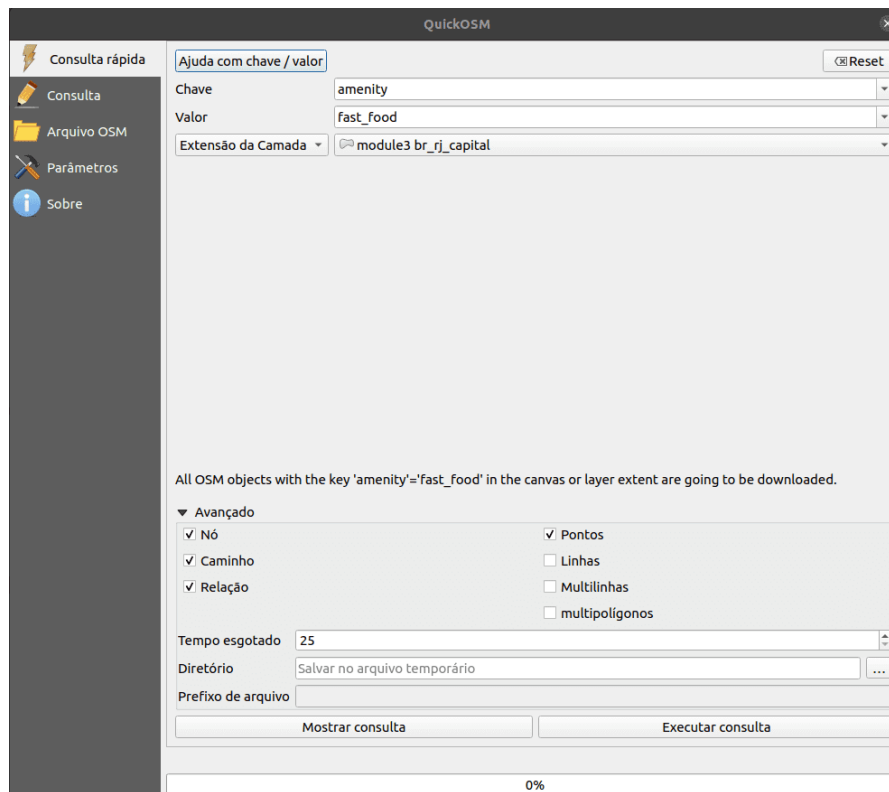 QuickOSM
Consulta rápida
Consulta
Arquivo OSM
Parâmetros
Sobre
Ajuda com chave / valor
Reset
Chave
amenity
Valor
fast_food
Extensão da Camada
module3 br_rj_capital
All OSM objects with the key 'amenity'='fast_food' in the canvas or layer extent are going to be downloaded.
Avançado
Nó
Pontos
Caminho
Linhas
Relação
Multilinhas
multipolígonos
Tempo esgotado
25
Diretório
Salvar no arquivo temporário
...
Prefixo de arquivo
Mostrar consulta
Executar consulta
0%